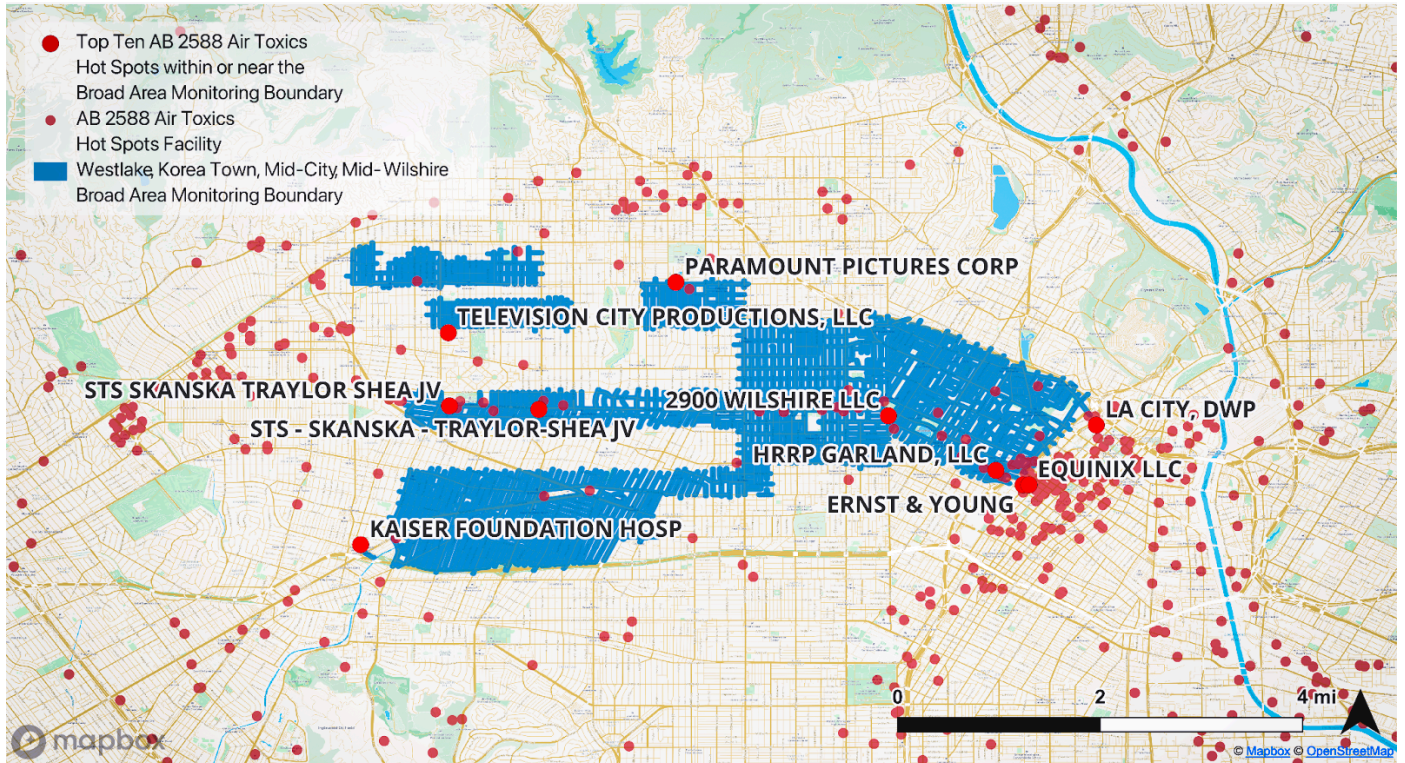 Top Ten AB 2588 Air Toxics
Hot Spots within or near the
Broad Area Monitoring Boundary
AB 2588 Air Toxics
Hot Spots Facility
Westlake, Korea Town, Mid-City, Mid-Wilshire
Broad Area Monitoring Boundary
PARAMOUNT PICTURES CORP
TELEVISION CITY PRODUCTIONS, LLC
STS SKANSKA TRAYLOR SHEA JV
2900 WILSHIRE LLC
LA CITY, DWP
STS - SKANSKA - TRAYLOR-SHEA JV
HRRP GARLAND, LLC
EQUINIX LLC
ERNST & YOUNG
KAISER FOUNDATION HOSP
0 2 4 mi
mapbox
© Mapbox © OpenStreetMap